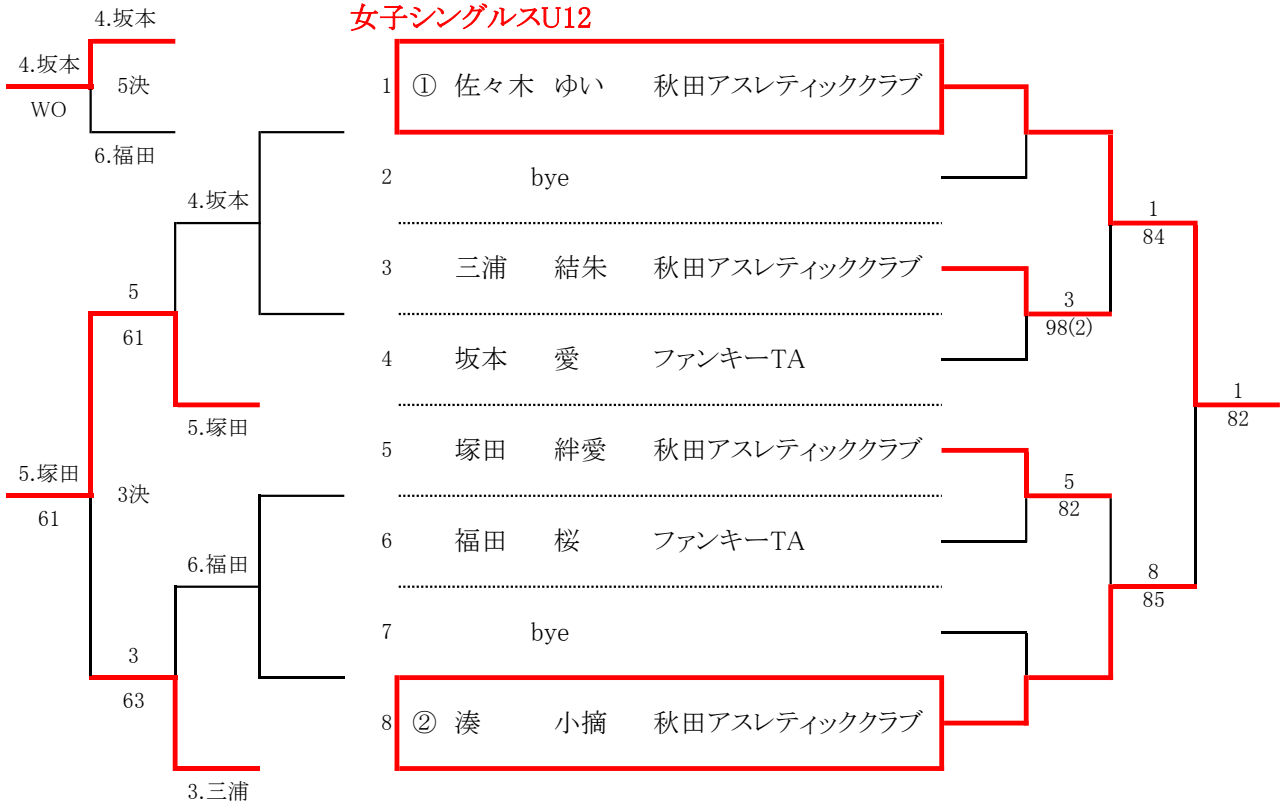 女子シングルスU12
4.坂本
4.坂本
5決
WO
6.福田
1 ① 佐々木 ゆい 秋田アスレティッククラブ
2 bye
4.坂本
1
84
3 三浦 結朱 秋田アスレティッククラブ
5
61
3
98(2)
4 坂本 愛 ファンキーTA
1
82
5.塚田
5 塚田 絆愛 秋田アスレティッククラブ
5.塚田
3決
61
5
82
6 福田 桜 ファンキーTA
6.福田
8
85
7 bye
3
63
8 ② 湊 小摘 秋田アスレティッククラブ
3.三浦